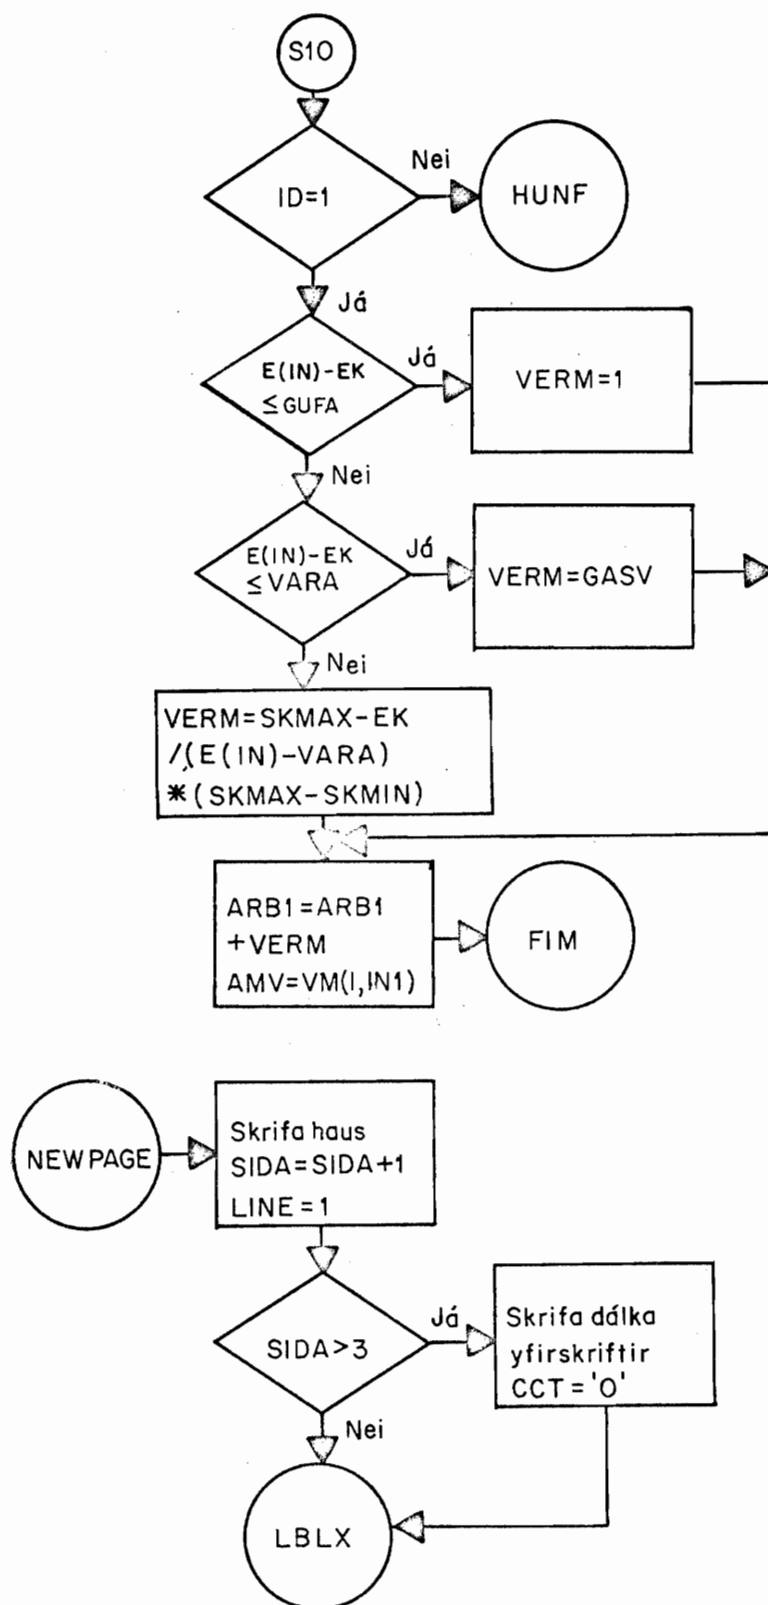 S10
ID=1
Nei
HUNF
Já
E(IN)-EK
≤GUFA
Já
VERM=1
Nei
E(IN)-EK
≤VARA
Já
VERM=GASV
Nei
VERM=SKMAX-EK
/(E(IN)-VARA)
*(SKMAX-SKMIN)
ARB1=ARB1
+VERM
AMV=VM(I,IN1)
FIM
NEWPAGE
Skrifa haus
SIDA=SIDA+1
LINE=1
SIDA>3
Já
Skrifa dálka
yfirskriftir
CCT='O'
Nei
LBLX